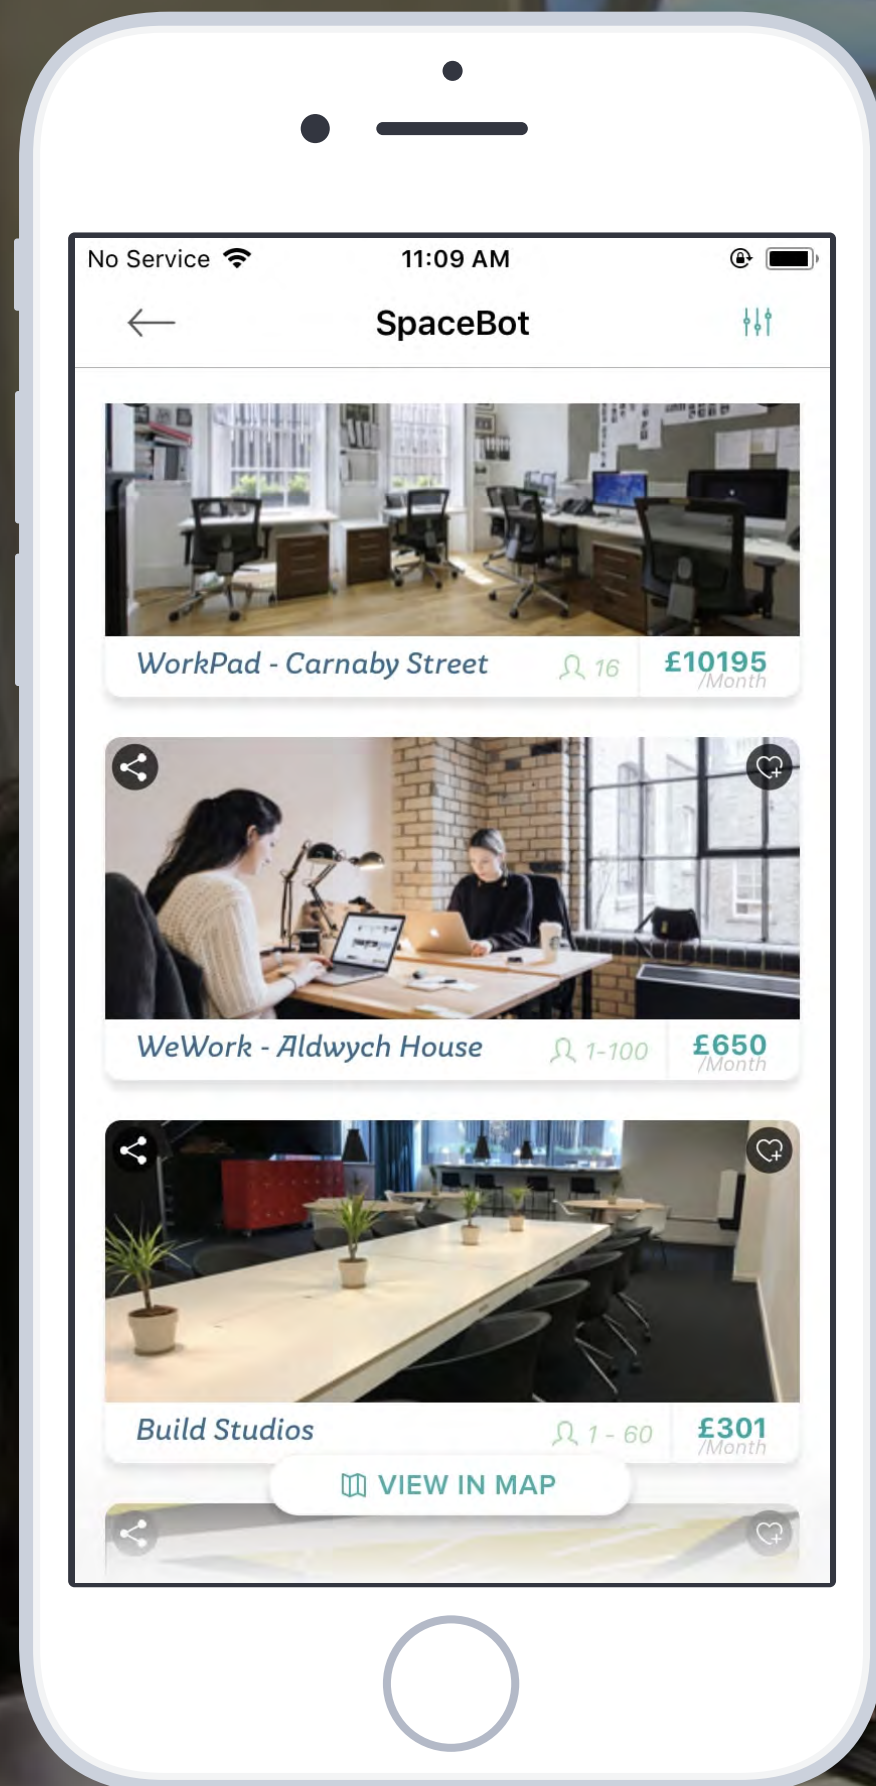 No Service 11:09 AM
SpaceBot
WorkPad - Carnaby Street 16 £10195
/Month
WeWork - Aldwych House 1-100 £650
/Month
Build Studios 1 - 60 £301
/Month
VIEW IN MAP